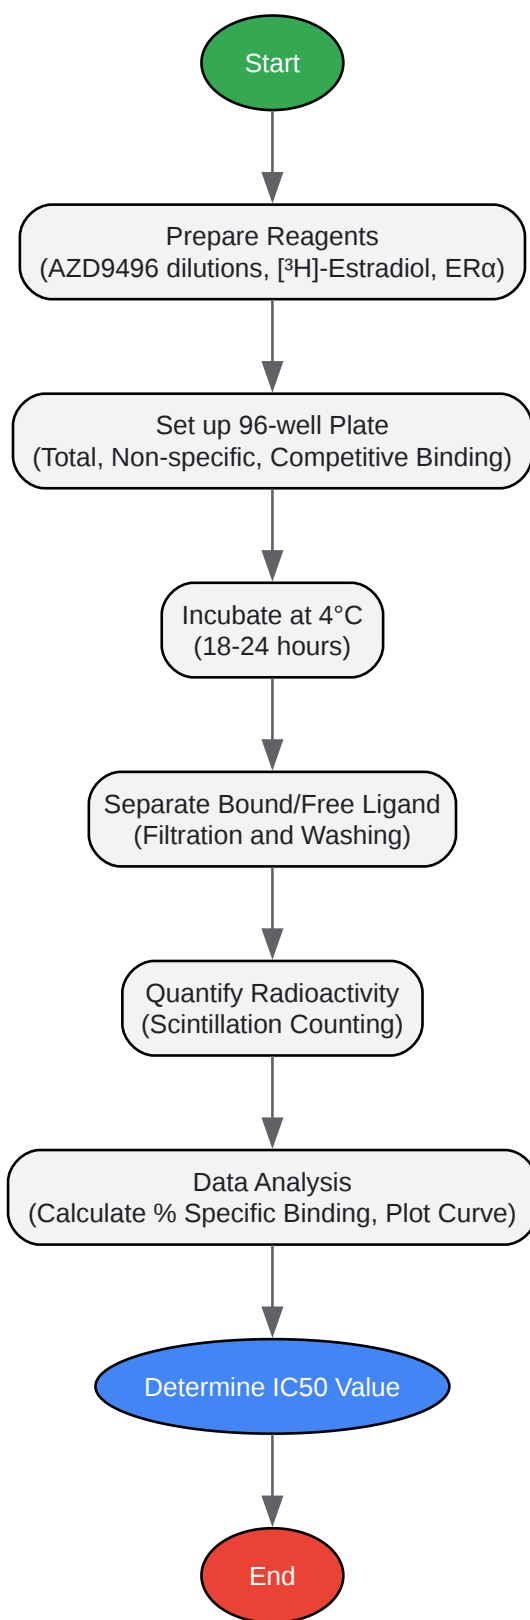 Start
Prepare Reagents
(AZD9496 dilutions, [³H]-Estradiol, ERα)
Set up 96-well Plate
(Total, Non-specific, Competitive Binding)
Incubate at 4°C
(18-24 hours)
Separate Bound/Free Ligand
(Filtration and Washing)
Quantify Radioactivity
(Scintillation Counting)
Data Analysis
(Calculate % Specific Binding, Plot Curve)
Determine IC50 Value
End